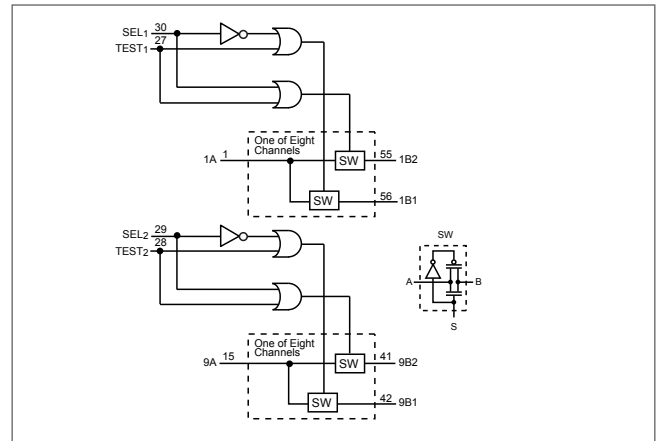 SEL1 30
TEST1 27
One of Eight
Channels
1A 1
SW
55 1B2
SW
56 1B1
SEL2 29
TEST2 28
SW
A
B
S
One of Eight
Channels
9A 15
SW
41 9B2
SW
42 9B1